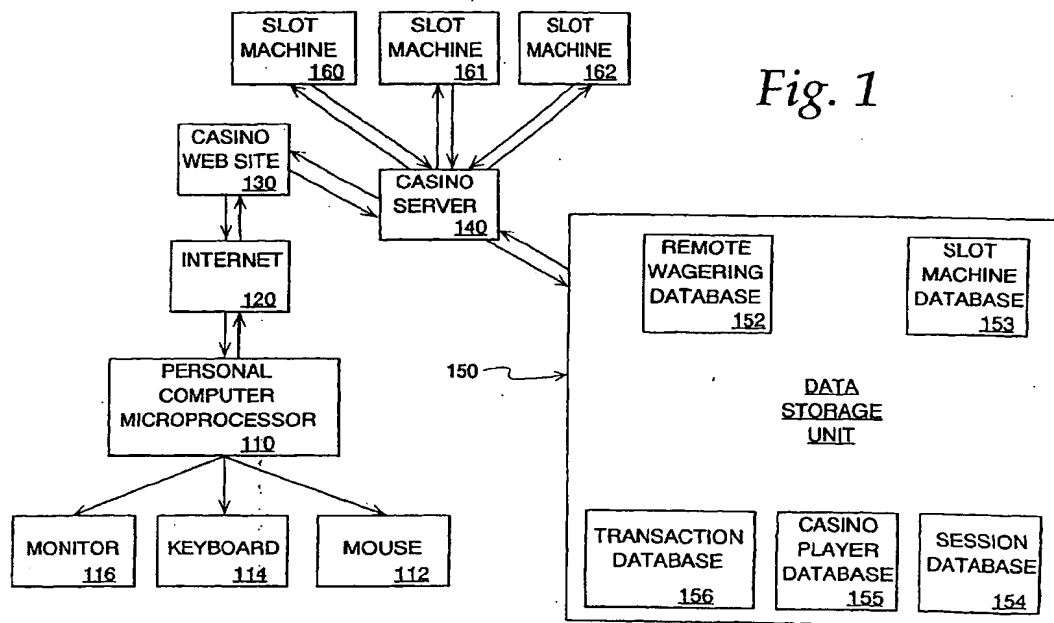 SLOT
MACHINE
160
SLOT
MACHINE
161
SLOT
MACHINE
162
Fig. 1
CASINO
WEB SITE
130
CASINO
SERVER
140
INTERNET
120
REMOTE
WAGERING
DATABASE
152
SLOT
MACHINE
DATABASE
153
PERSONAL
COMPUTER
MICROPROCESSOR
110
150
DATA
STORAGE
UNIT
MONITOR
116
KEYBOARD
114
MOUSE
112
TRANSACTION
DATABASE
156
CASINO
PLAYER
DATABASE
155
SESSION
DATABASE
154